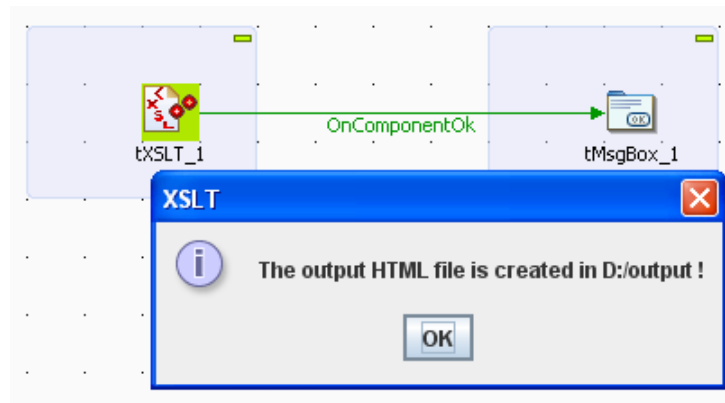 OnComponentOk
tXSLT_1
tMsgBox_1
XSLT
The output HTML file is created in D:/output !
OK